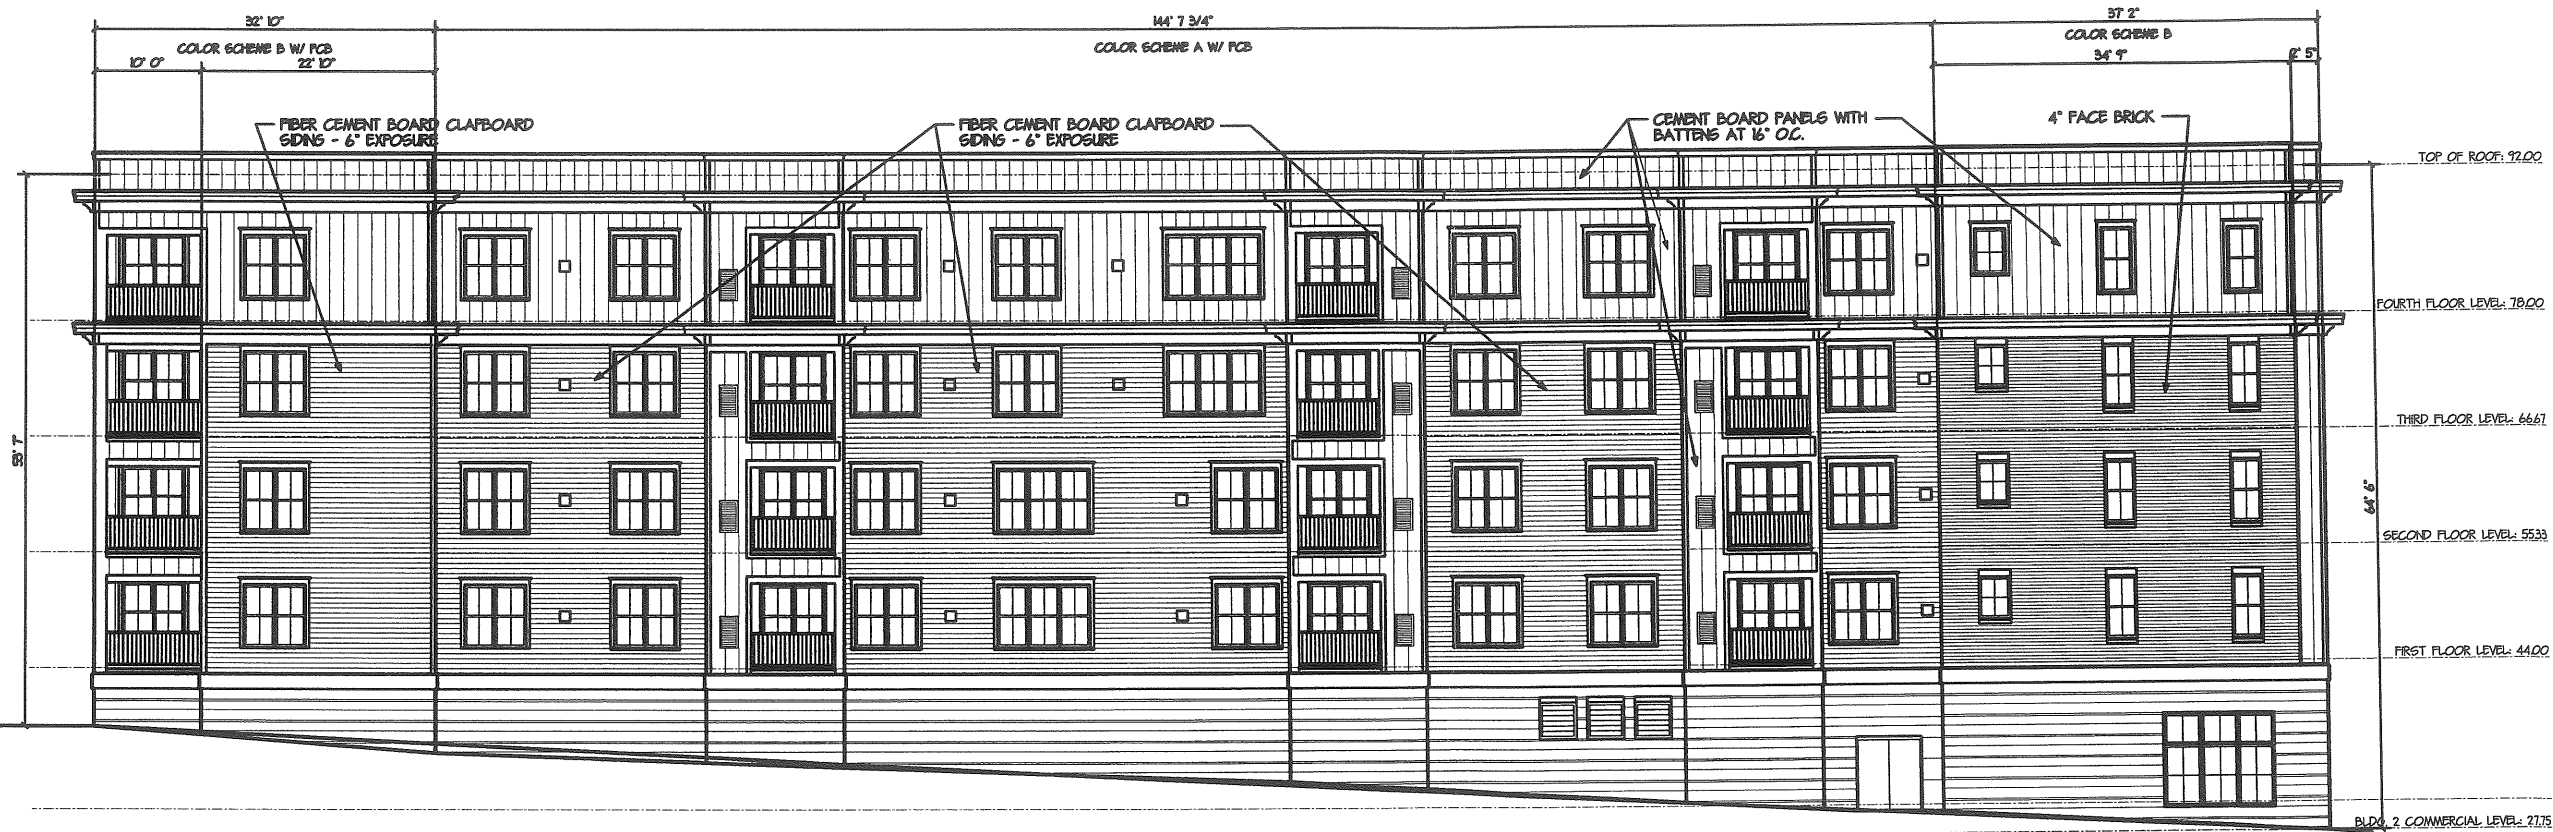 32' 10"
144' 7 3/4"
37' 2"
COLOR SCHEME B W/ FCB
COLOR SCHEME A W/ FCB
COLOR SCHEME B
10' 0"
22' 10"
34' 9"
2' 5"
FIBER CEMENT BOARD CLAPBOARD
SIDING - 6" EXPOSURE
FIBER CEMENT BOARD CLAPBOARD
SIDING - 6" EXPOSURE
CEMENT BOARD PANELS WITH
BATTENS AT 16" O.C.
4" FACE BRICK
TOP OF ROOF: 92.00
FOURTH FLOOR LEVEL: 78.00
THIRD FLOOR LEVEL: 66.67
58' 7"
64' 6"
SECOND FLOOR LEVEL: 55.33
FIRST FLOOR LEVEL: 44.00
BLDG. 2 COMMERCIAL LEVEL: 27.75